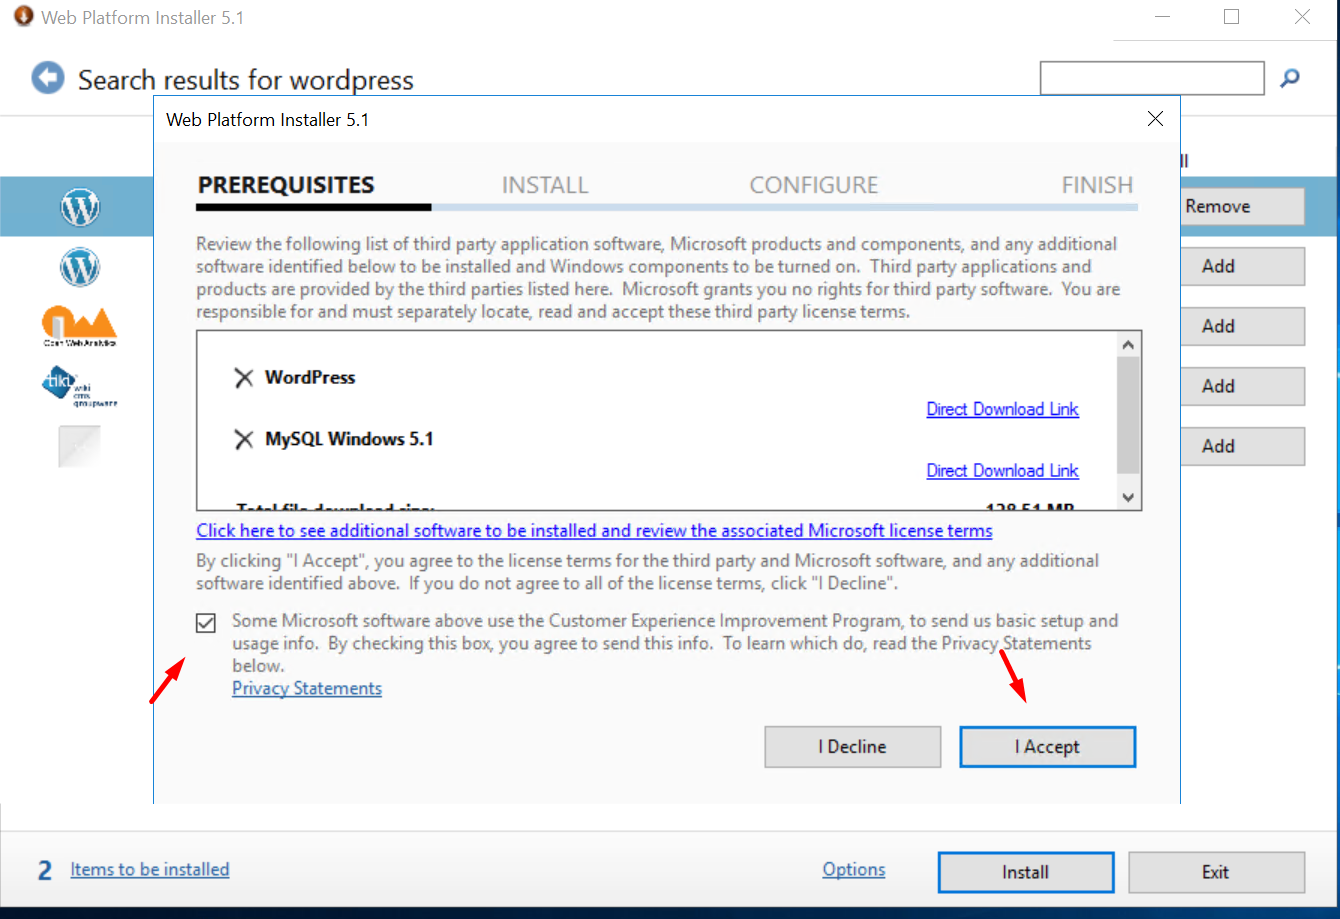 Web Platform Installer 5.1
Search results for wordpress
Web Platform Installer 5.1
PREREQUISITES INSTALL CONFIGURE FINISH
Review the following list of third party application software, Microsoft products and components, and any additional
software identified below to be installed and Windows components to be turned on.  Third party applications and
products are provided by the third parties listed here.  Microsoft grants you no rights for third party software.  You are
responsible for and must separately locate, read and accept these third party license terms.
WordPress
Direct Download Link
MySQL Windows 5.1
Direct Download Link
Total file download size: 128.51 MB
Click here to see additional software to be installed and review the associated Microsoft license terms
By clicking "I Accept", you agree to the license terms for the third party and Microsoft software, and any additional
software identified above.  If you do not agree to all of the license terms, click "I Decline".
Some Microsoft software above use the Customer Experience Improvement Program, to send us basic setup and
usage info.  By checking this box, you agree to send this info.  To learn which do, read the Privacy Statements
below.
Privacy Statements
I Decline
I Accept
ll
Remove
Add
Add
Add
Add
Open Web Analytics
tiki
wiki
cms
groupware
2 Items to be installed
Options
Install
Exit